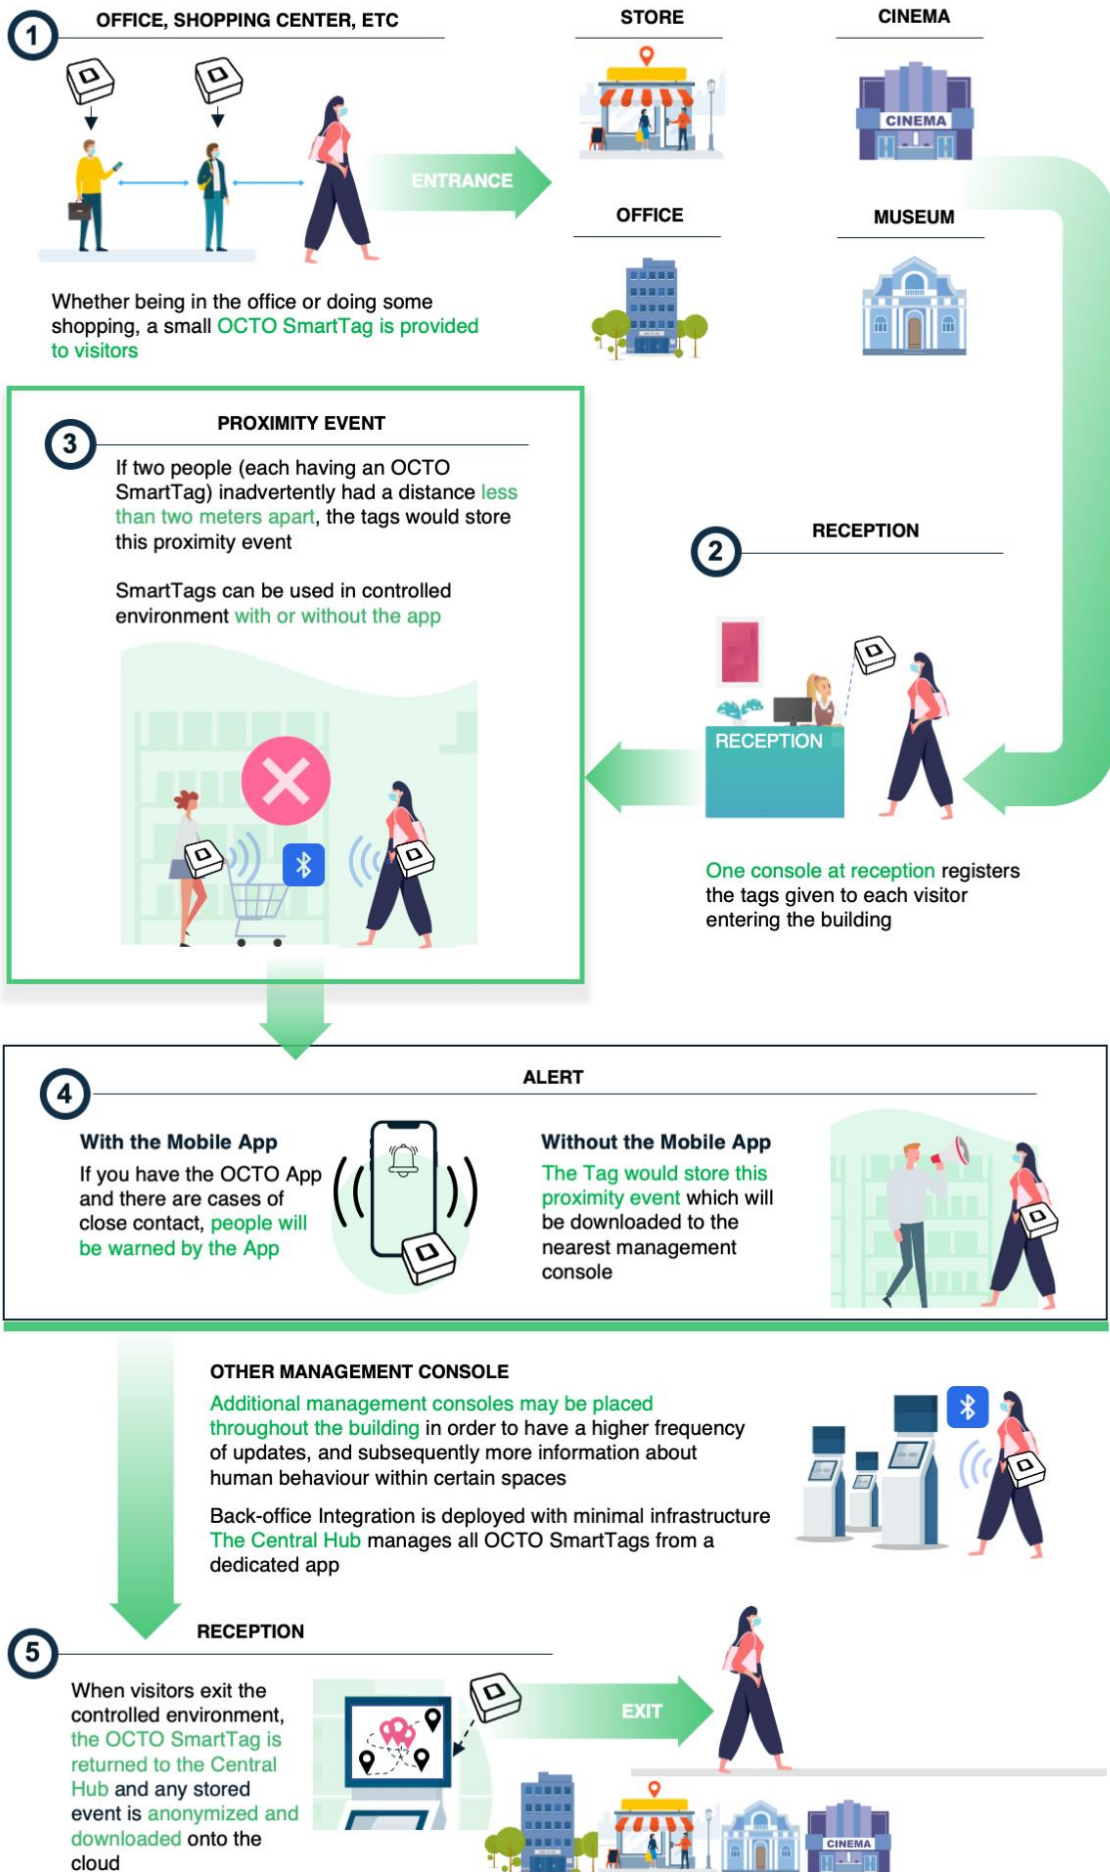 1
OFFICE, SHOPPING CENTER, ETC
STORE
CINEMA
CINEMA
ENTRANCE
OFFICE
MUSEUM
Whether being in the office or doing some
shopping, a small OCTO SmartTag is provided
to visitors
3
PROXIMITY EVENT
If two people (each having an OCTO
SmartTag) inadvertently had a distance less
than two meters apart, the tags would store
this proximity event
SmartTags can be used in controlled
environment with or without the app
2
RECEPTION
RECEPTION
One console at reception registers
the tags given to each visitor
entering the building
4
ALERT
With the Mobile App
If you have the OCTO App
and there are cases of
close contact, people will
be warned by the App
Without the Mobile App
The Tag would store this
proximity event which will
be downloaded to the
nearest management
console
OTHER MANAGEMENT CONSOLE
Additional management consoles may be placed
throughout the building in order to have a higher frequency
of updates, and subsequently more information about
human behaviour within certain spaces
Back-office Integration is deployed with minimal infrastructure
The Central Hub manages all OCTO SmartTags from a
dedicated app
5
RECEPTION
When visitors exit the
controlled environment,
the OCTO SmartTag is
returned to the Central
Hub and any stored
event is anonymized and
downloaded onto the
cloud
EXIT
CINEMA